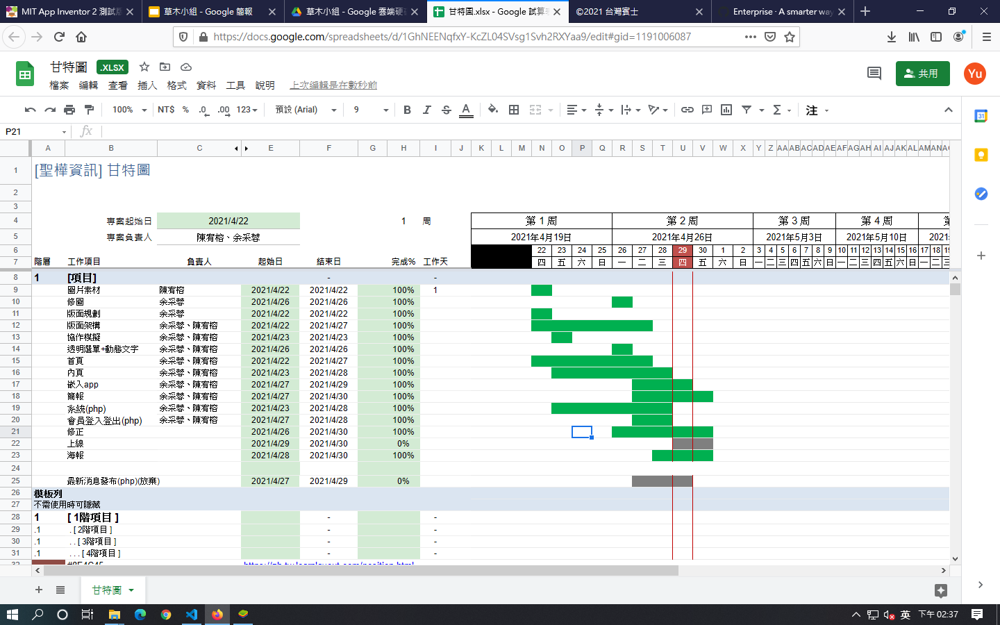 MIT App Inventor 2 測試版
草木小組 - Google 簡報
草木小組 - Google 雲端硬碟
甘特圖.xlsx - Google 試算表
©2021 台灣賓士
Enterprise · A smarter way
https://docs.google.com/spreadsheets/d/1GhNEENqfxY-KcZL04SVsg1Svh2RXYaa9/edit#gid=1191006087
甘特圖 .XLSX
共用
Yu
檔案 編輯 查看 插入 格式 資料 工具 說明 上次編輯是在數秒前
100% NT$ % .0 .00 123 預設 (Arial) 9 B I S A 注
31
P21 fx
A B C E F G H I J K L M N O P Q R S T U V W X Y Z AA AB AC AD AE AF AG AH AI AJ AK AL AM AN
1 [聖樺資訊] 甘特圖
2
3
4 專案起始日 2021/4/22 1 周 第 1 周 第 2 周 第 3 周 第 4 周 第
5 專案負責人 陳宥榕、余采蓉 2021年4月19日 2021年4月26日 2021年5月3日 2021年5月10日 2021
6 22 23 24 25 26 27 28 29 30 1 2 3 4 5 6 7 8 9 10 11 12 13 14 15 16 17 18 19
7 階層 工作項目 負責人 起始日 結束日 完成% 工作天 四 五 六 日 一 二 三 四 五 六 日 一 二 三 四 五 六 日 一 二 三 四 五 六 日 一 二 三
8 1 [項目] - -
9 圖片素材 陳宥榕 2021/4/22 2021/4/22 100% 1
10 修圖 余采蓉 2021/4/26 2021/4/26 100%
11 版面規劃 余采蓉 2021/4/22 2021/4/22 100%
12 版面架構 余采蓉、陳宥榕 2021/4/22 2021/4/27 100%
13 協作模擬 余采蓉、陳宥榕 2021/4/23 2021/4/23 100%
14 透明選單+動態文字 余采蓉、陳宥榕 2021/4/26 2021/4/26 100%
15 首頁 余采蓉、陳宥榕 2021/4/22 2021/4/27 100%
16 內頁 余采蓉、陳宥榕 2021/4/23 2021/4/28 100%
17 嵌入app 余采蓉、陳宥榕 2021/4/27 2021/4/29 100%
18 簡報 余采蓉、陳宥榕 2021/4/27 2021/4/30 100%
19 系統(php) 余采蓉、陳宥榕 2021/4/23 2021/4/28 100%
20 會員登入登出(php) 余采蓉、陳宥榕 2021/4/27 2021/4/28 100%
21 修正 2021/4/26 2021/4/30 100%
22 上線 2021/4/29 2021/4/30 0%
23 海報 2021/4/28 2021/4/30 100%
24
25 最新消息發布(php)(放棄) 2021/4/27 2021/4/29 0%
26 模板列
27 不需使用時可隱藏
28 1 [ 1階項目 ] - -
29 .1 . [ 2階項目 ] - -
30 .1 . . [ 3階項目 ] - -
31 .1 . . . [ 4階項目 ] - -
甘特圖
英 下午 02:37